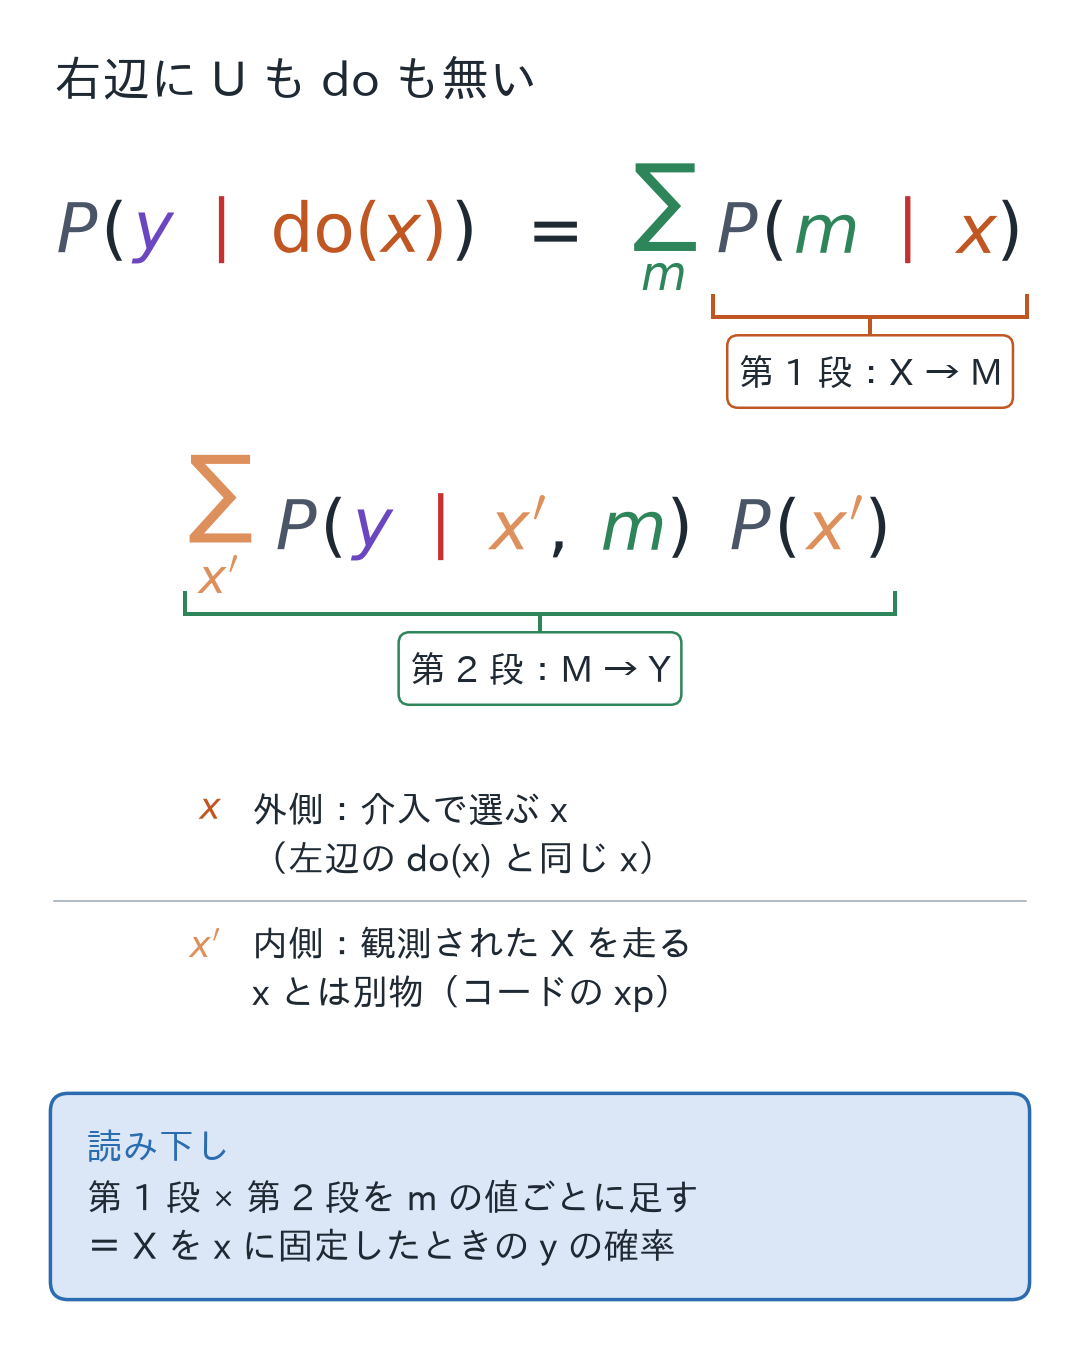 右辺に U も do も無い
P(y | do(x)) = ∑ P(m | x)
m
第 1 段：X → M
∑ P(y | x′, m) P(x′)
x′
第 2 段：M → Y
x 外側：介入で選ぶ x
（左辺の do(x) と同じ x）
x′ 内側：観測された X を走る
x とは別物（コードの xp）
読み下し
第 1 段 × 第 2 段を m の値ごとに足す
＝ X を x に固定したときの y の確率